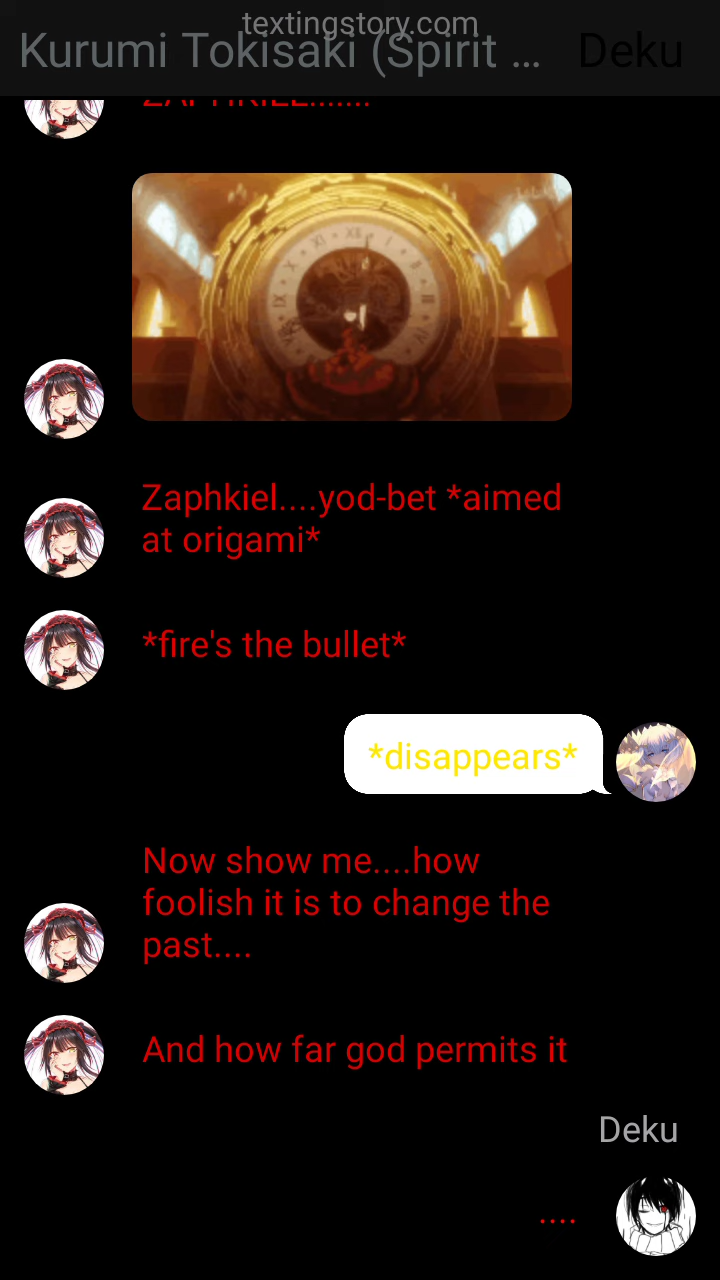 textingstory.com
Kurumi Tokisaki (Spirit ... Deku
ZAPHKIEL.......
Zaphkiel....yod-bet *aimed
at origami*
*fire's the bullet*
*disappears*
Now show me....how
foolish it is to change the
past....
And how far god permits it
Deku
....